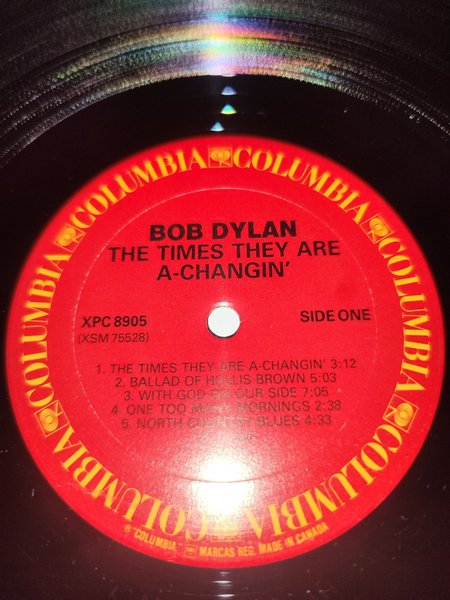 COLUMBIA COLUMBIA COLUMBIA COLUMBIA COLUMBIA COLUMBIA
BOB DYLAN
THE TIMES THEY ARE
A-CHANGIN'
XPC 8905
SIDE ONE
(XSM 75528)
1. THE TIMES THEY ARE A-CHANGIN' 3:12
2. BALLAD OF HOLLIS BROWN 5:03
3. WITH GOD ON OUR SIDE 7:05
4. ONE TOO MANY MORNINGS 2:38
5. NORTH COUNTRY BLUES 4:33
COLUMBIA MARCAS REG. MADE IN CANADA